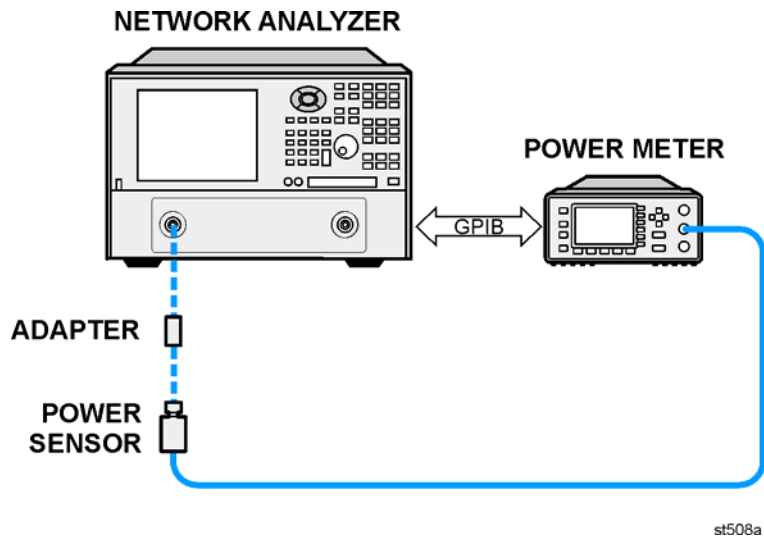 NETWORK ANALYZER
POWER METER
GPIB
ADAPTER
POWER
SENSOR
st508a